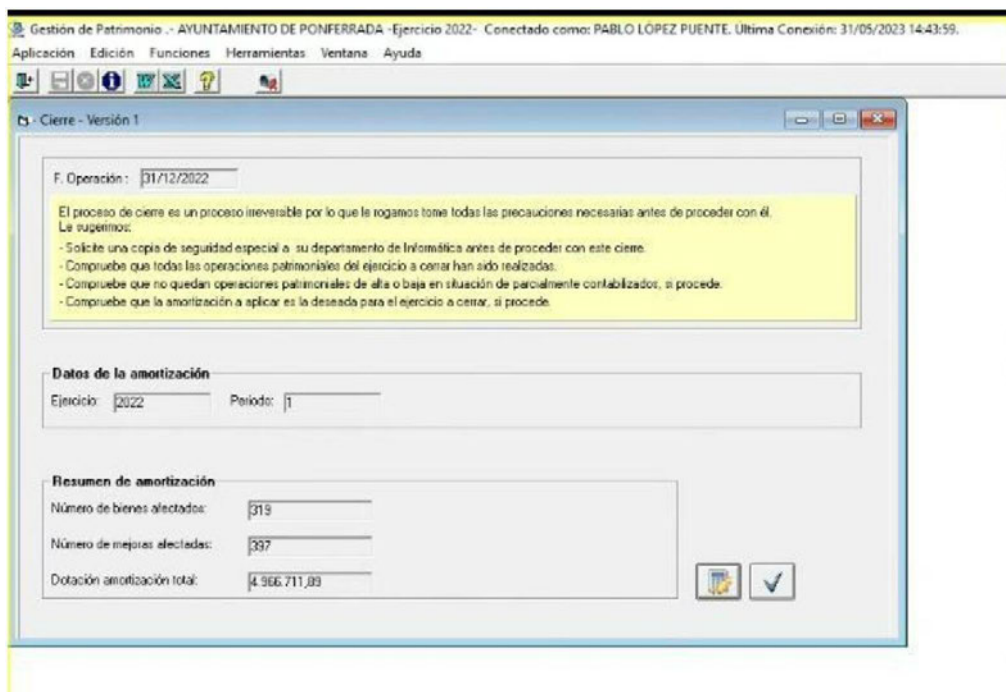 Gestión de Patrimonio .- AYUNTAMIENTO DE PONFERRADA -Ejercicio 2022- Conectado como: PABLO LÓPEZ PUENTE. Última Conexión: 31/05/2023 14:43:59.
Aplicación Edición Funciones Herramientas Ventana Ayuda
Cierre - Versión 1
F. Operación : 31/12/2022
El proceso de cierre es un proceso irreversible por lo que le rogamos tome todas las precauciones necesarias antes de proceder con él.
Le sugerimos:
- Solicite una copia de seguridad especial a su departamento de Informática antes de proceder con este cierre.
- Compruebe que todas las operaciones patrimoniales del ejercicio a cerrar han sido realizadas.
- Compruebe que no quedan operaciones patrimoniales de alta o baja en situación de parcialmente contabilizados, si procede.
- Compruebe que la amortización a aplicar es la deseada para el ejercicio a cerrar, si procede.
Datos de la amortización
Ejercicio: 2022 Periodo: 1
Resumen de amortización
Número de bienes afectados: 319
Número de mejoras afectadas: 397
Dotación amortización total: 4.966.711,89